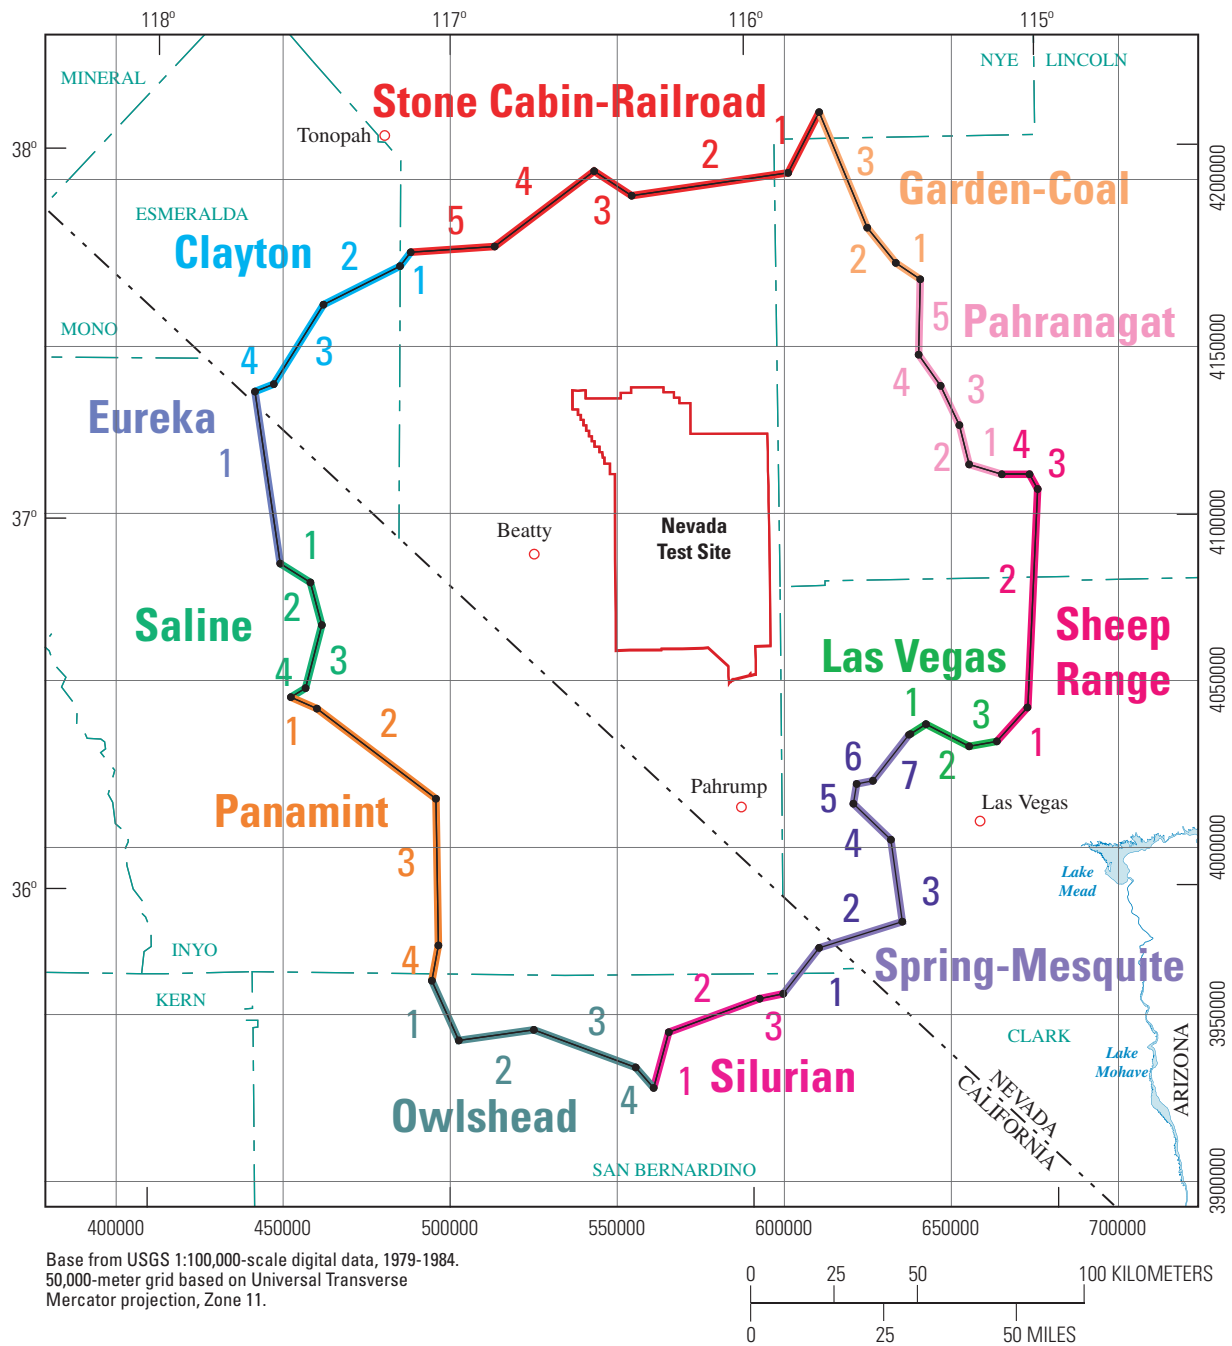 118º
117º
116º
115º
MINERAL
NYE
LINCOLN
Stone Cabin-Railroad
1
Tonopah
38º
2
3
4200000
4
Garden-Coal
3
ESMERALDA
5
Clayton
2
2
1
1
5
Pahranagat
MONO
4150000
3
4
4
3
Eureka
1
1
4
3
2
37º
Beatty
Nevada
Test Site
4100000
1
2
2
Saline
Sheep
Range
Las Vegas
3
4
4050000
1
2
1
3
1
6
2
7
Pahrump
5
Las Vegas
Panamint
4
3
4000000
Lake
Mead
36º
3
2
INYO
4
Spring-Mesquite
KERN
2
1
1
3
3
3950000
CLARK
2
Lake
Mohave
ARIZONA
1
Silurian
4
NEVADA
CALIFORNIA
Owlshead
SAN BERNARDINO
3900000
400000
450000
500000
550000
600000
650000
700000
Base from USGS 1:100,000-scale digital data, 1979-1984.
50,000-meter grid based on Universal Transverse
Mercator projection, Zone 11.
0
25
50
100 KILOMETERS
0
25
50 MILES